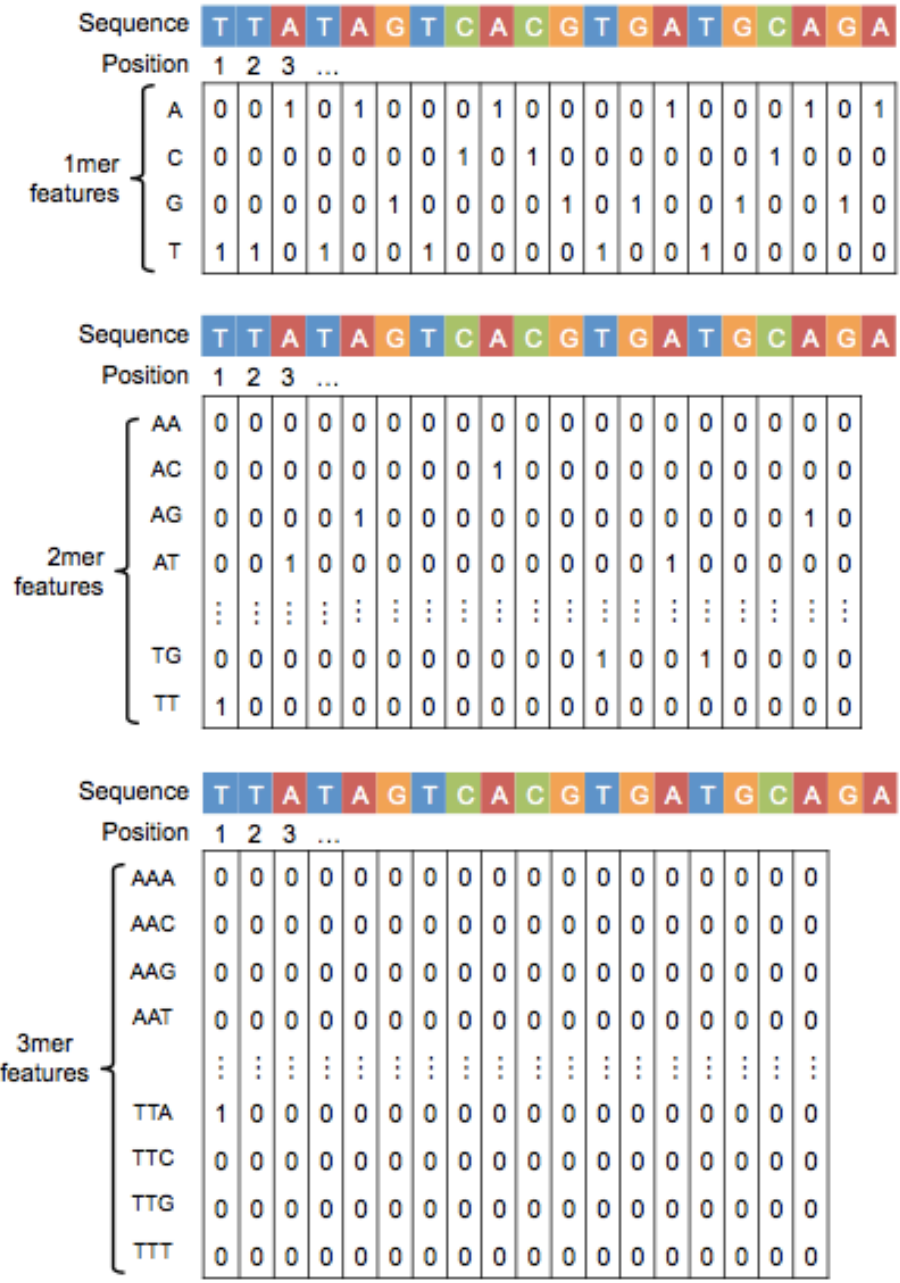 Sequence T T A T A G T C A C G T G A T G C A G A
Position 1 2 3 ...
1mer features
A 0 0 1 0 1 0 0 0 1 0 0 0 0 1 0 0 0 1 0 1
C 0 0 0 0 0 0 0 1 0 1 0 0 0 0 0 0 1 0 0 0
G 0 0 0 0 0 1 0 0 0 0 1 0 1 0 0 1 0 0 1 0
T 1 1 0 1 0 0 1 0 0 0 0 1 0 0 1 0 0 0 0 0
Sequence T T A T A G T C A C G T G A T G C A G A
Position 1 2 3 ...
2mer features
AA 0 0 0 0 0 0 0 0 0 0 0 0 0 0 0 0 0 0 0
AC 0 0 0 0 0 0 0 0 1 0 0 0 0 0 0 0 0 0 0
AG 0 0 0 0 1 0 0 0 0 0 0 0 0 0 0 0 0 1 0
AT 0 0 1 0 0 0 0 0 0 0 0 0 0 1 0 0 0 0 0
⋮ ⋮ ⋮ ⋮ ⋮ ⋮ ⋮ ⋮ ⋮ ⋮ ⋮ ⋮ ⋮ ⋮ ⋮ ⋮ ⋮ ⋮ ⋮
TG 0 0 0 0 0 0 0 0 0 0 0 1 0 0 1 0 0 0 0
TT 1 0 0 0 0 0 0 0 0 0 0 0 0 0 0 0 0 0 0
Sequence T T A T A G T C A C G T G A T G C A G A
Position 1 2 3 ...
3mer features
AAA 0 0 0 0 0 0 0 0 0 0 0 0 0 0 0 0 0 0
AAC 0 0 0 0 0 0 0 0 0 0 0 0 0 0 0 0 0 0
AAG 0 0 0 0 0 0 0 0 0 0 0 0 0 0 0 0 0 0
AAT 0 0 0 0 0 0 0 0 0 0 0 0 0 0 0 0 0 0
⋮ ⋮ ⋮ ⋮ ⋮ ⋮ ⋮ ⋮ ⋮ ⋮ ⋮ ⋮ ⋮ ⋮ ⋮ ⋮ ⋮ ⋮
TTA 1 0 0 0 0 0 0 0 0 0 0 0 0 0 0 0 0 0
TTC 0 0 0 0 0 0 0 0 0 0 0 0 0 0 0 0 0 0
TTG 0 0 0 0 0 0 0 0 0 0 0 0 0 0 0 0 0 0
TTT 0 0 0 0 0 0 0 0 0 0 0 0 0 0 0 0 0 0